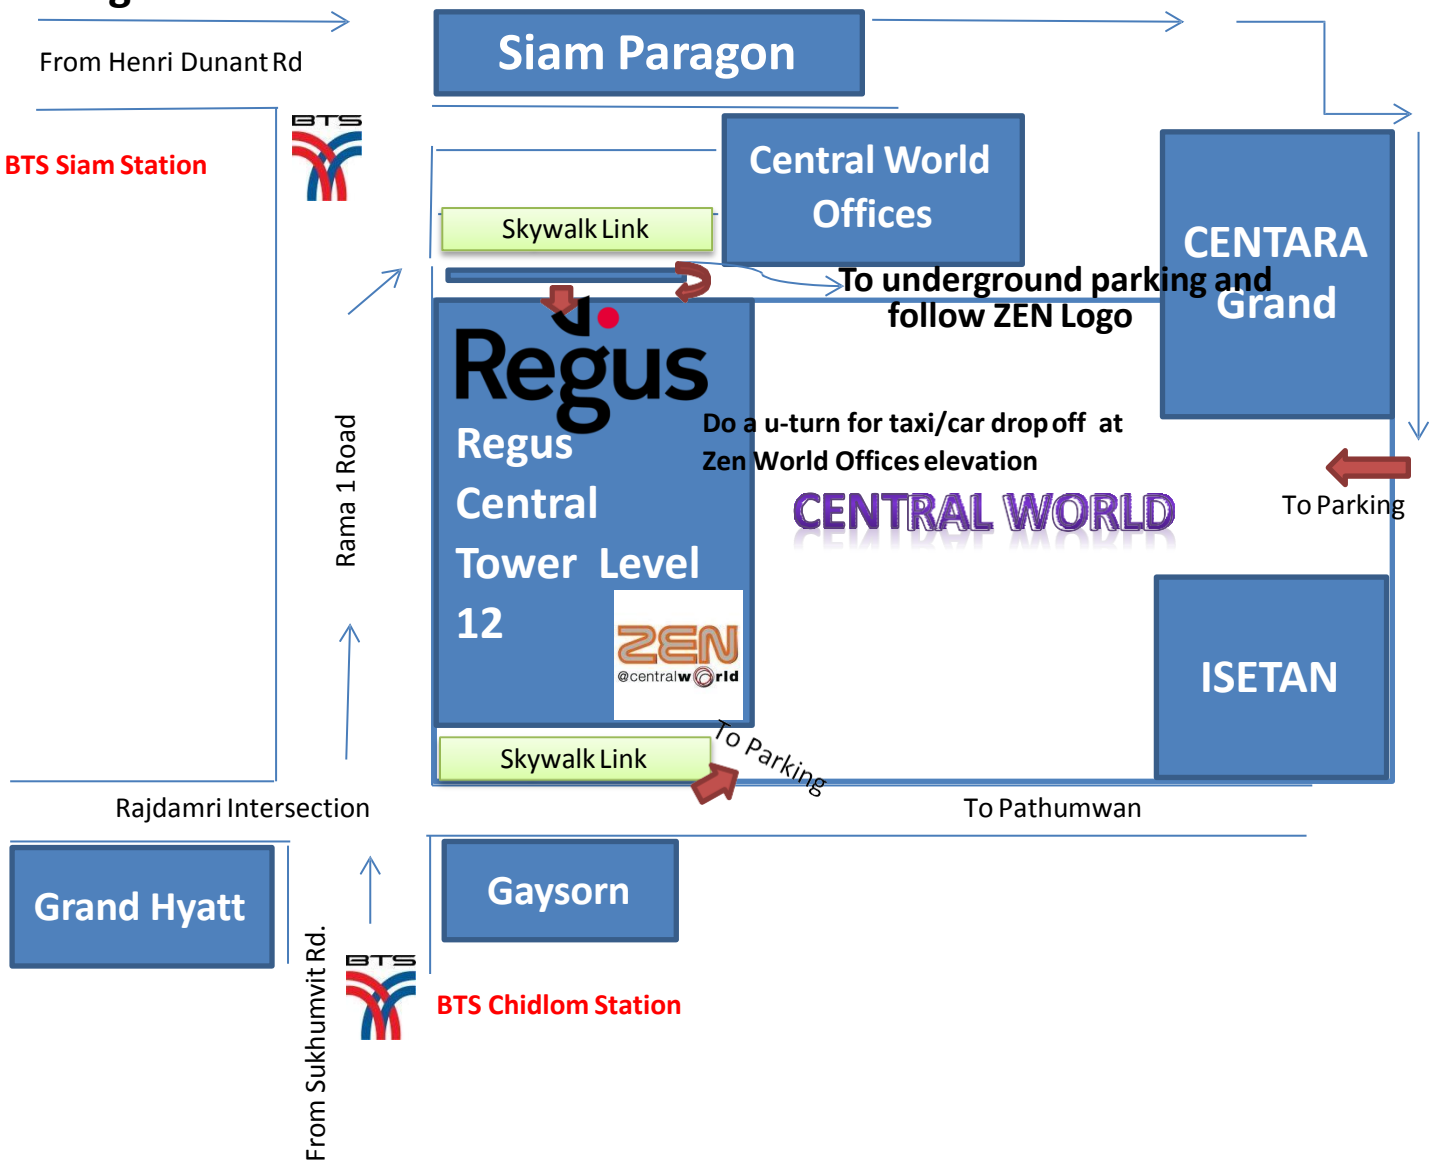 From Henri Dunant Rd
Siam Paragon
BTS
BTS Siam Station
Central World
Offices
Skywalk Link
CENTARA
Grand
To underground parking and
follow ZEN Logo
Regus
Rama 1 Road
Do a u-turn for taxi/car drop off at
Zen World Offices elevation
Regus
Central
Tower Level
12
CENTRAL WORLD
To Parking
ZEN
@centralworld
ISETAN
Skywalk Link
To Parking
Rajdamri Intersection
To Pathumwan
Grand Hyatt
Gaysorn
From Sukhumvit Rd.
BTS
BTS Chidlom Station